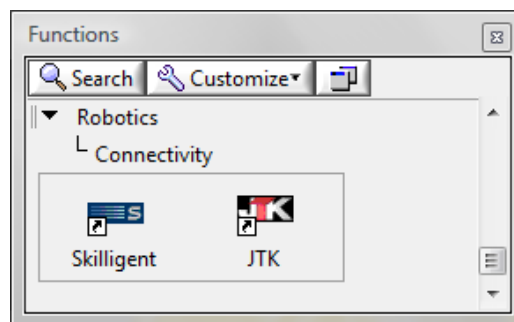 Functions
Search Customize
Robotics
Connectivity
S JTK
Skilligent JTK